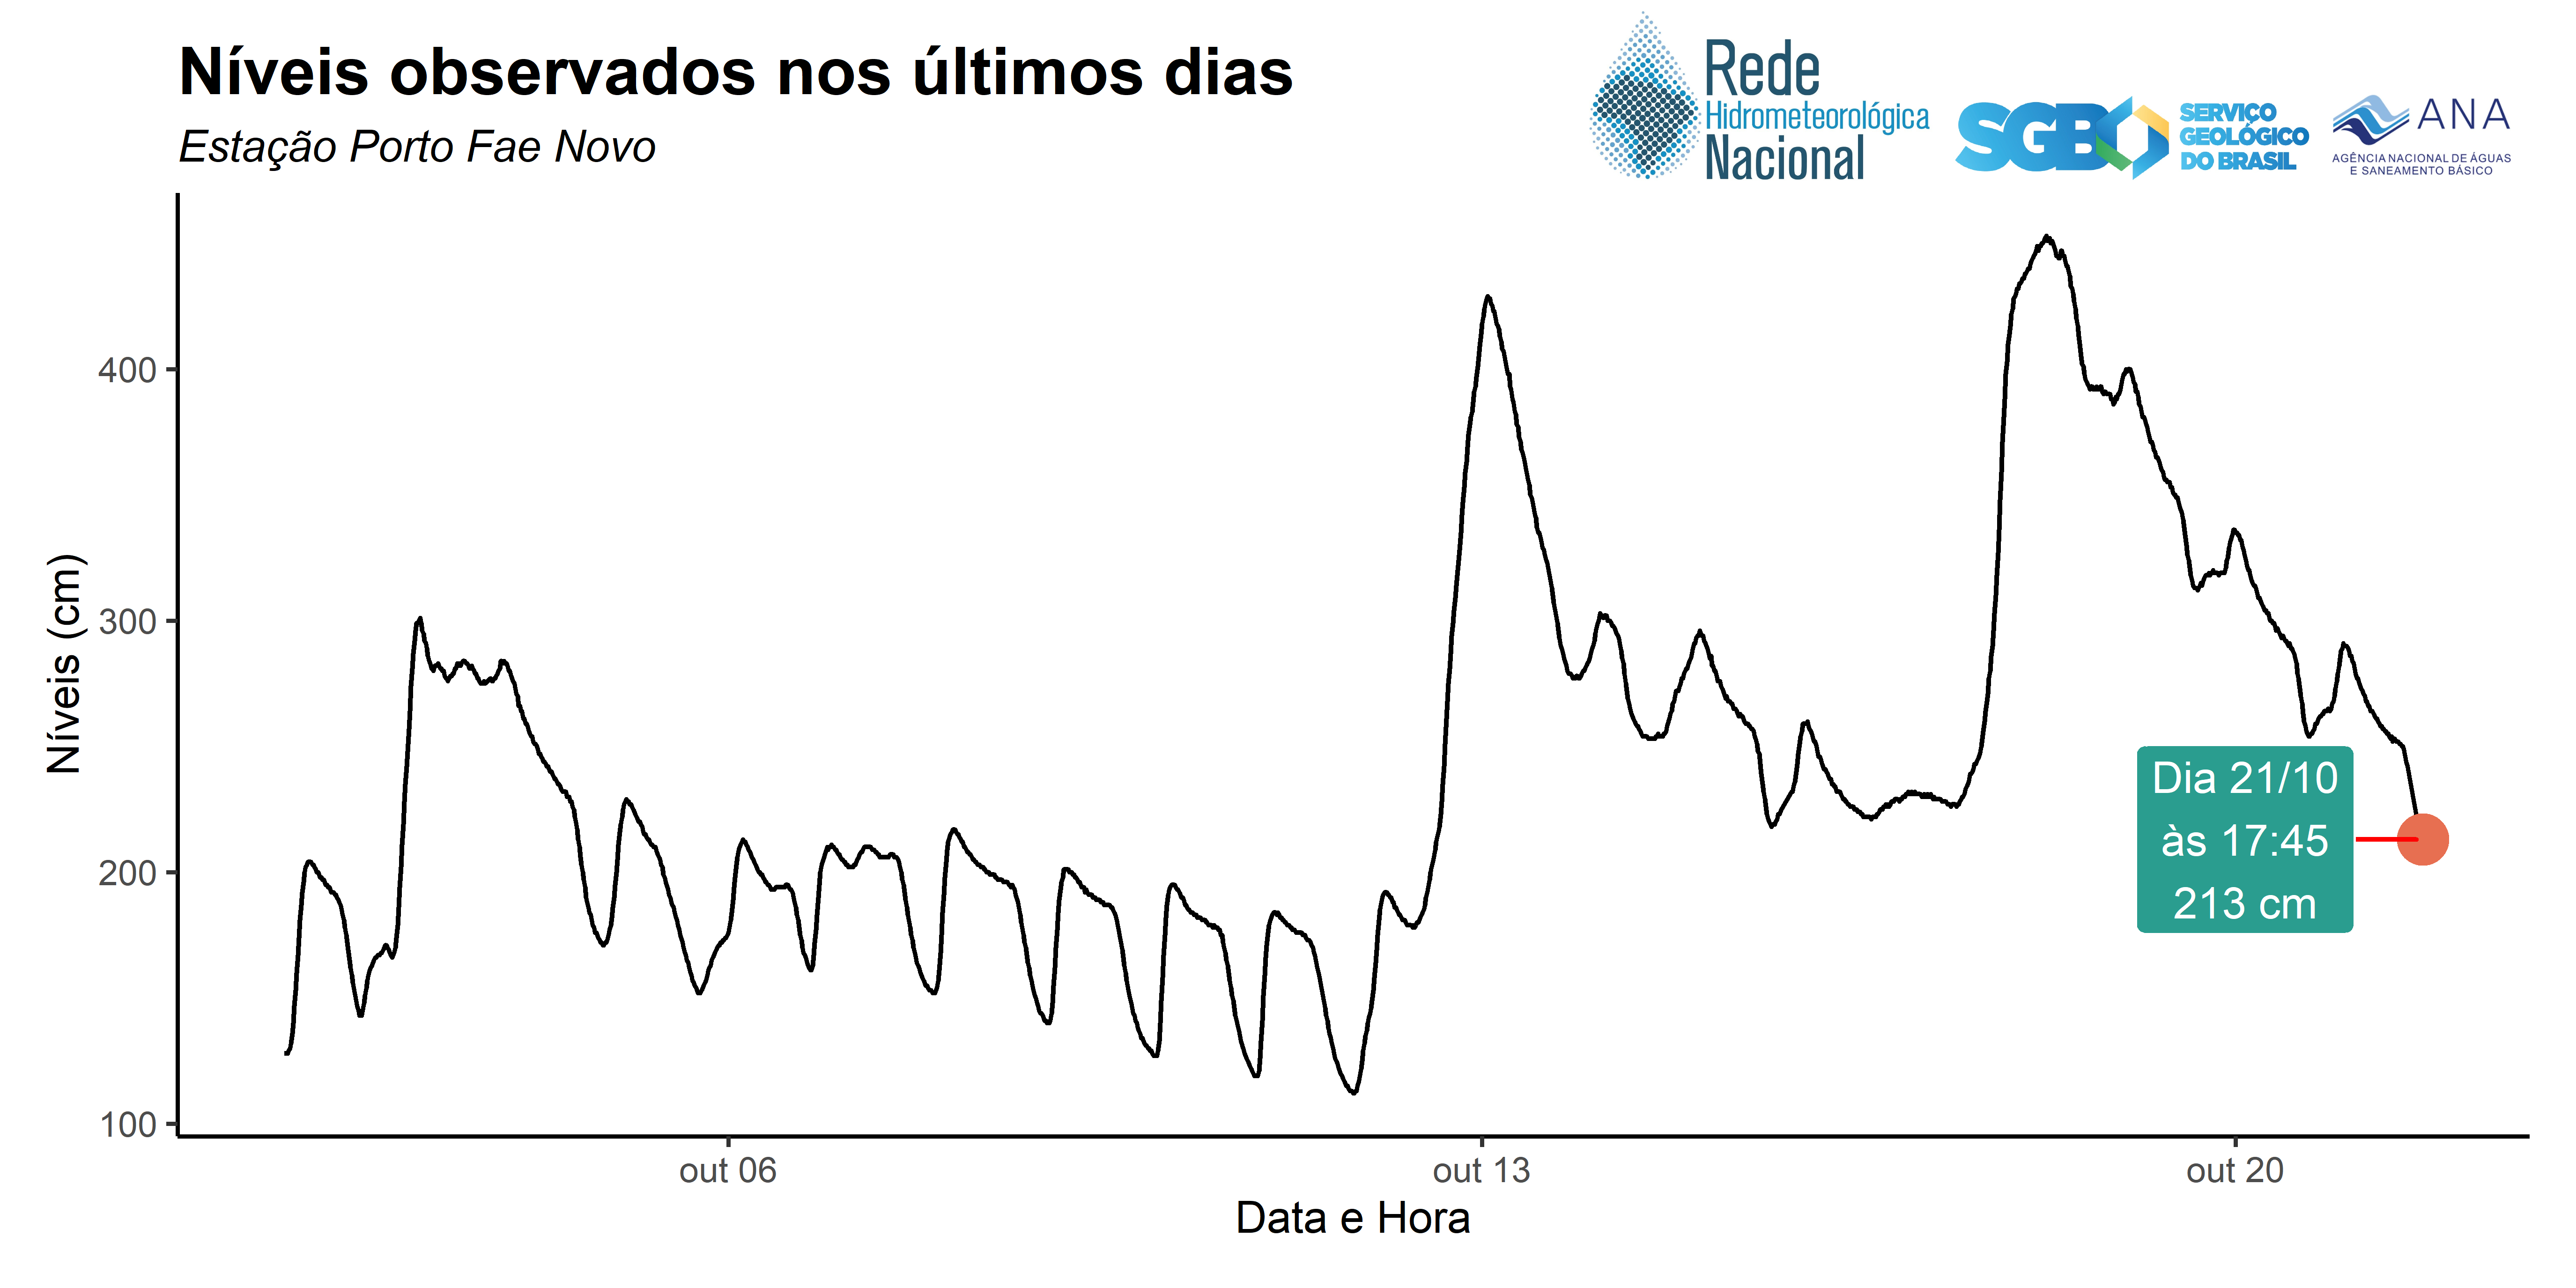 Níveis observados nos últimos dias
Estação Porto Fae Novo
Rede
Hidrometeorológica
Nacional
SGB
SERVIÇO
GEOLÓGICO
DO BRASIL
ANA
AGÊNCIA NACIONAL DE ÁGUAS
E SANEAMENTO BÁSICO
Níveis (cm)
400
300
200
100
Dia 21/10
às 17:45
213 cm
out 06
out 13
out 20
Data e Hora